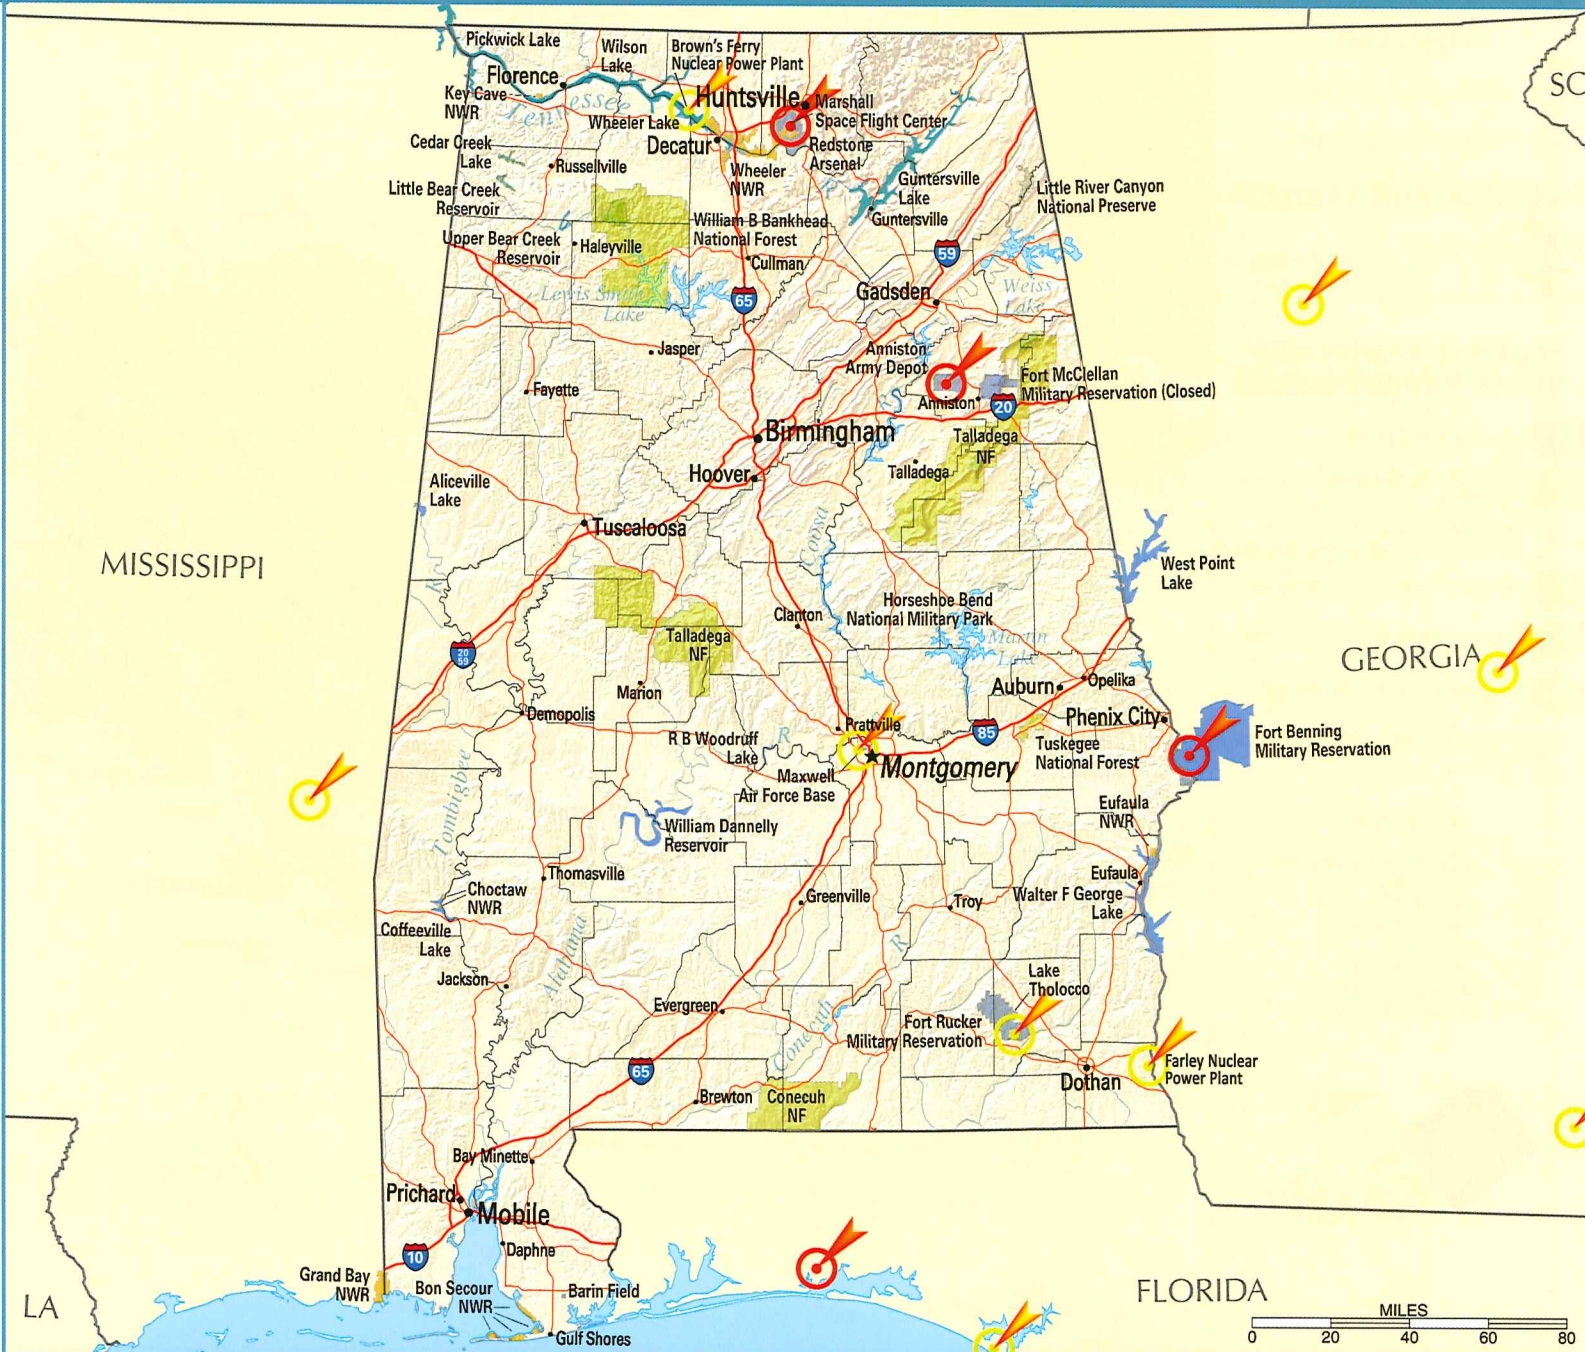 Pickwick Lake
Wilson
Lake
Brown's Ferry
Nuclear Power Plant
Florence
Key Cave
NWR
Tennessee
Huntsville
Marshall
Space Flight Center
Wheeler Lake
Decatur
Redstone
Arsenal
Cedar Creek
Lake
Russellville
Wheeler
NWR
R
Guntersville
Lake
Little Bear Creek
Reservoir
Little River Canyon
National Preserve
Guntersville
William B Bankhead
National Forest
Upper Bear Creek
Reservoir
Haleyville
Cullman
59
SC
Lewis Smith
Lake
65
Gadsden
Weiss
Lake
Jasper
Anniston
Army Depot
Fort McClellan
Military Reservation (Closed)
Fayette
Anniston
20
Birmingham
Talladega
NF
Hoover
Talladega
Aliceville
Lake
Tuscaloosa
Coosa
R
MISSISSIPPI
West Point
Lake
R
Horseshoe Bend
National Military Park
Clanton
Martin
Lake
Talladega
NF
20
59
GEORGIA
Marion
Auburn
Opelika
Demopolis
Phenix City
Prattville
R B Woodruff
Lake
R
85
Tuskegee
National Forest
Fort Benning
Military Reservation
Montgomery
Maxwell
Air Force Base
Tombigbee
Eufaula
NWR
William Dannelly
Reservoir
Thomasville
Eufaula
Choctaw
NWR
Greenville
Troy
Walter F George
Lake
Coffeeville
Lake
Alabama
R
Jackson
Lake
Tholocco
Evergreen
Conecuh
Fort Rucker
Military Reservation
65
Farley Nuclear
Power Plant
Dothan
Brewton
Conecuh
NF
Bay Minette
Prichard
Mobile
10
Daphne
Grand Bay
NWR
Bon Secour
NWR
Barin Field
FLORIDA
LA
Gulf Shores
MILES
0 20 40 60 80